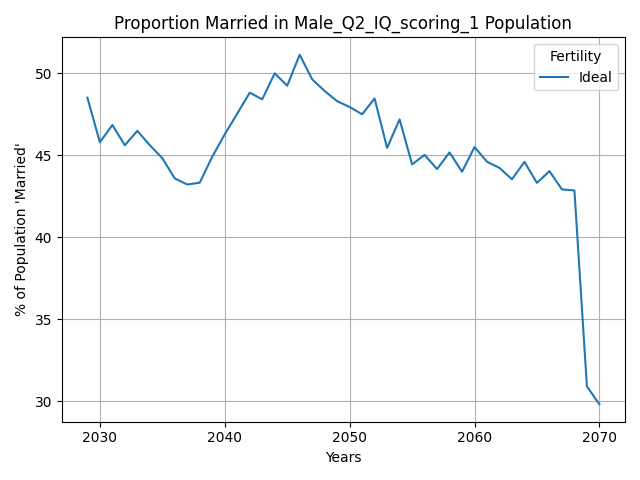 Proportion Married in Male_Q2_IQ_scoring_1 Population
Fertility
Ideal
% of Population 'Married'
50
45
40
35
30
2030 2040 2050 2060 2070
Years